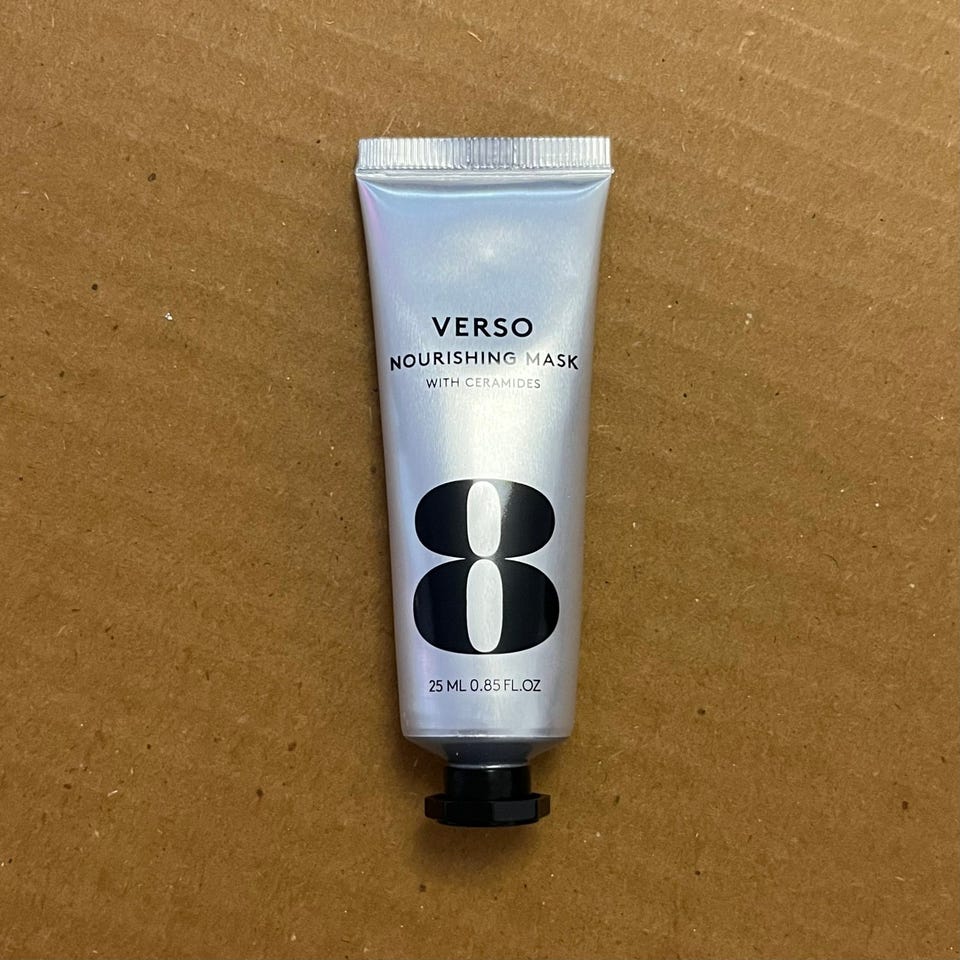 VERSO
NOURISHING MASK
WITH CERAMIDES
8
25 ML 0.85 FL.OZ